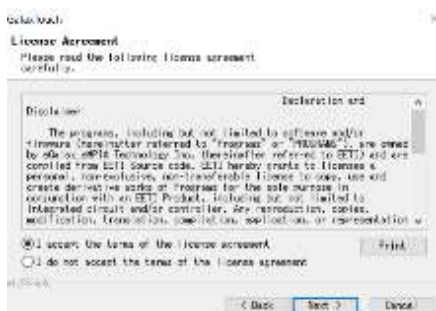 GalaxTouch
License Agreement
Please read the following license agreement
carefully.
Declaration and
Disclaimer
The programs, including but not limited to software and/or
firmware (hereinafter referred to "Programs" or "PROGRAMS"), are owned
by eGalax_eMPIA Technology Inc. (hereinafter referred to EETI) and are
compiled from EETI Source code. EETI hereby grants to licensee a
personal, non-exclusive, non-transferable license to copy, use and
create derivative works of Programs for the sole purpose in
conjunction with an EETI Product, including but not limited to
integrated circuit and/or controller. Any reproduction, copies,
modification, translation, compilation, application, or representation
I accept the terms of the license agreement
Print
I do not accept the terms of the license agreement
< Back
Next >
Cancel